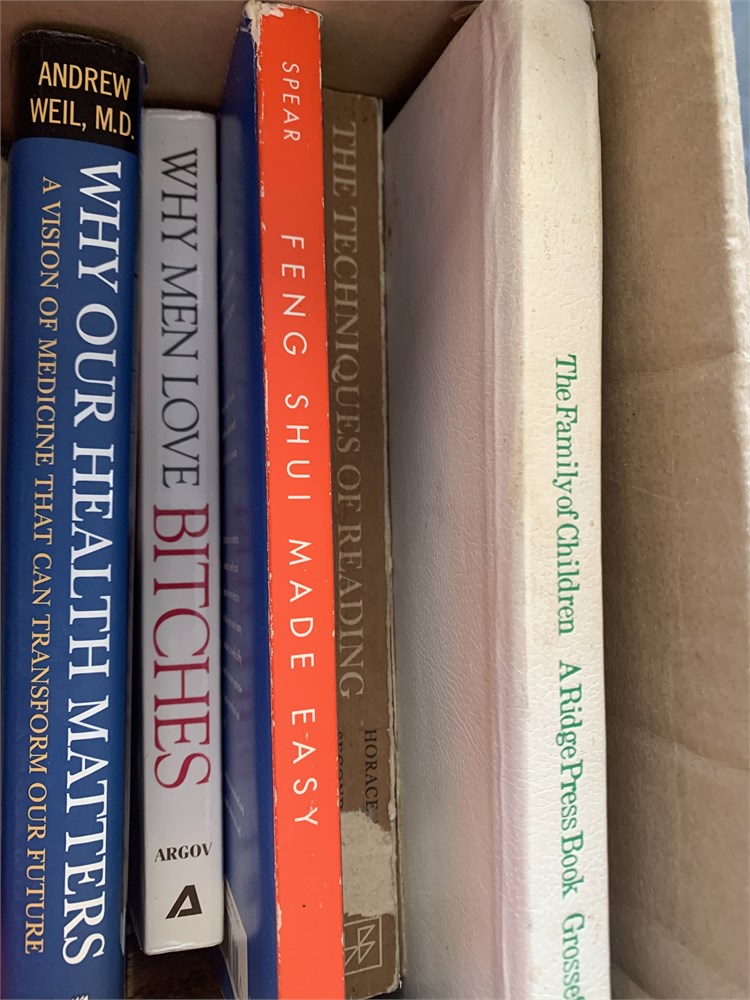 ANDREW
WEIL, M.D.
WHY OUR HEALTH MATTERS
A VISION OF MEDICINE THAT CAN TRANSFORM OUR FUTURE
WHY MEN LOVE BITCHES
ARGOV
SPEAR FENG SHUI MADE EASY
THE TECHNIQUES OF READING
HORACE
The Family of Children A Ridge Press Book